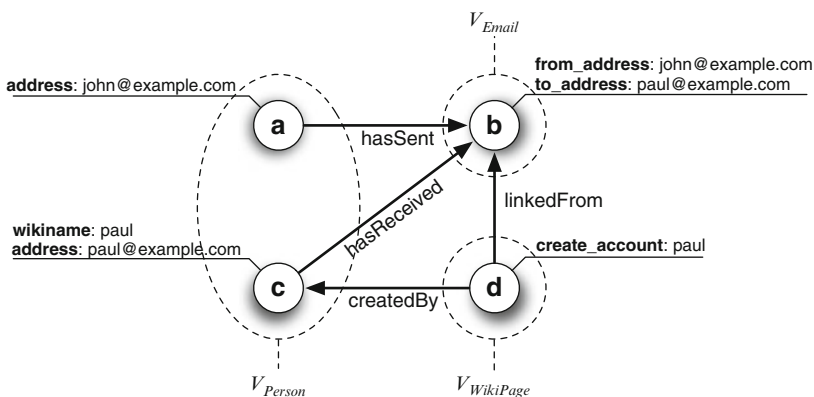 V_Email
address: john@example.com
from_address: john@example.com
to_address: paul@example.com
a
b
hasSent
hasReceived
linkedFrom
wikiname: paul
address: paul@example.com
create_account: paul
c
d
createdBy
V_Person
V_WikiPage